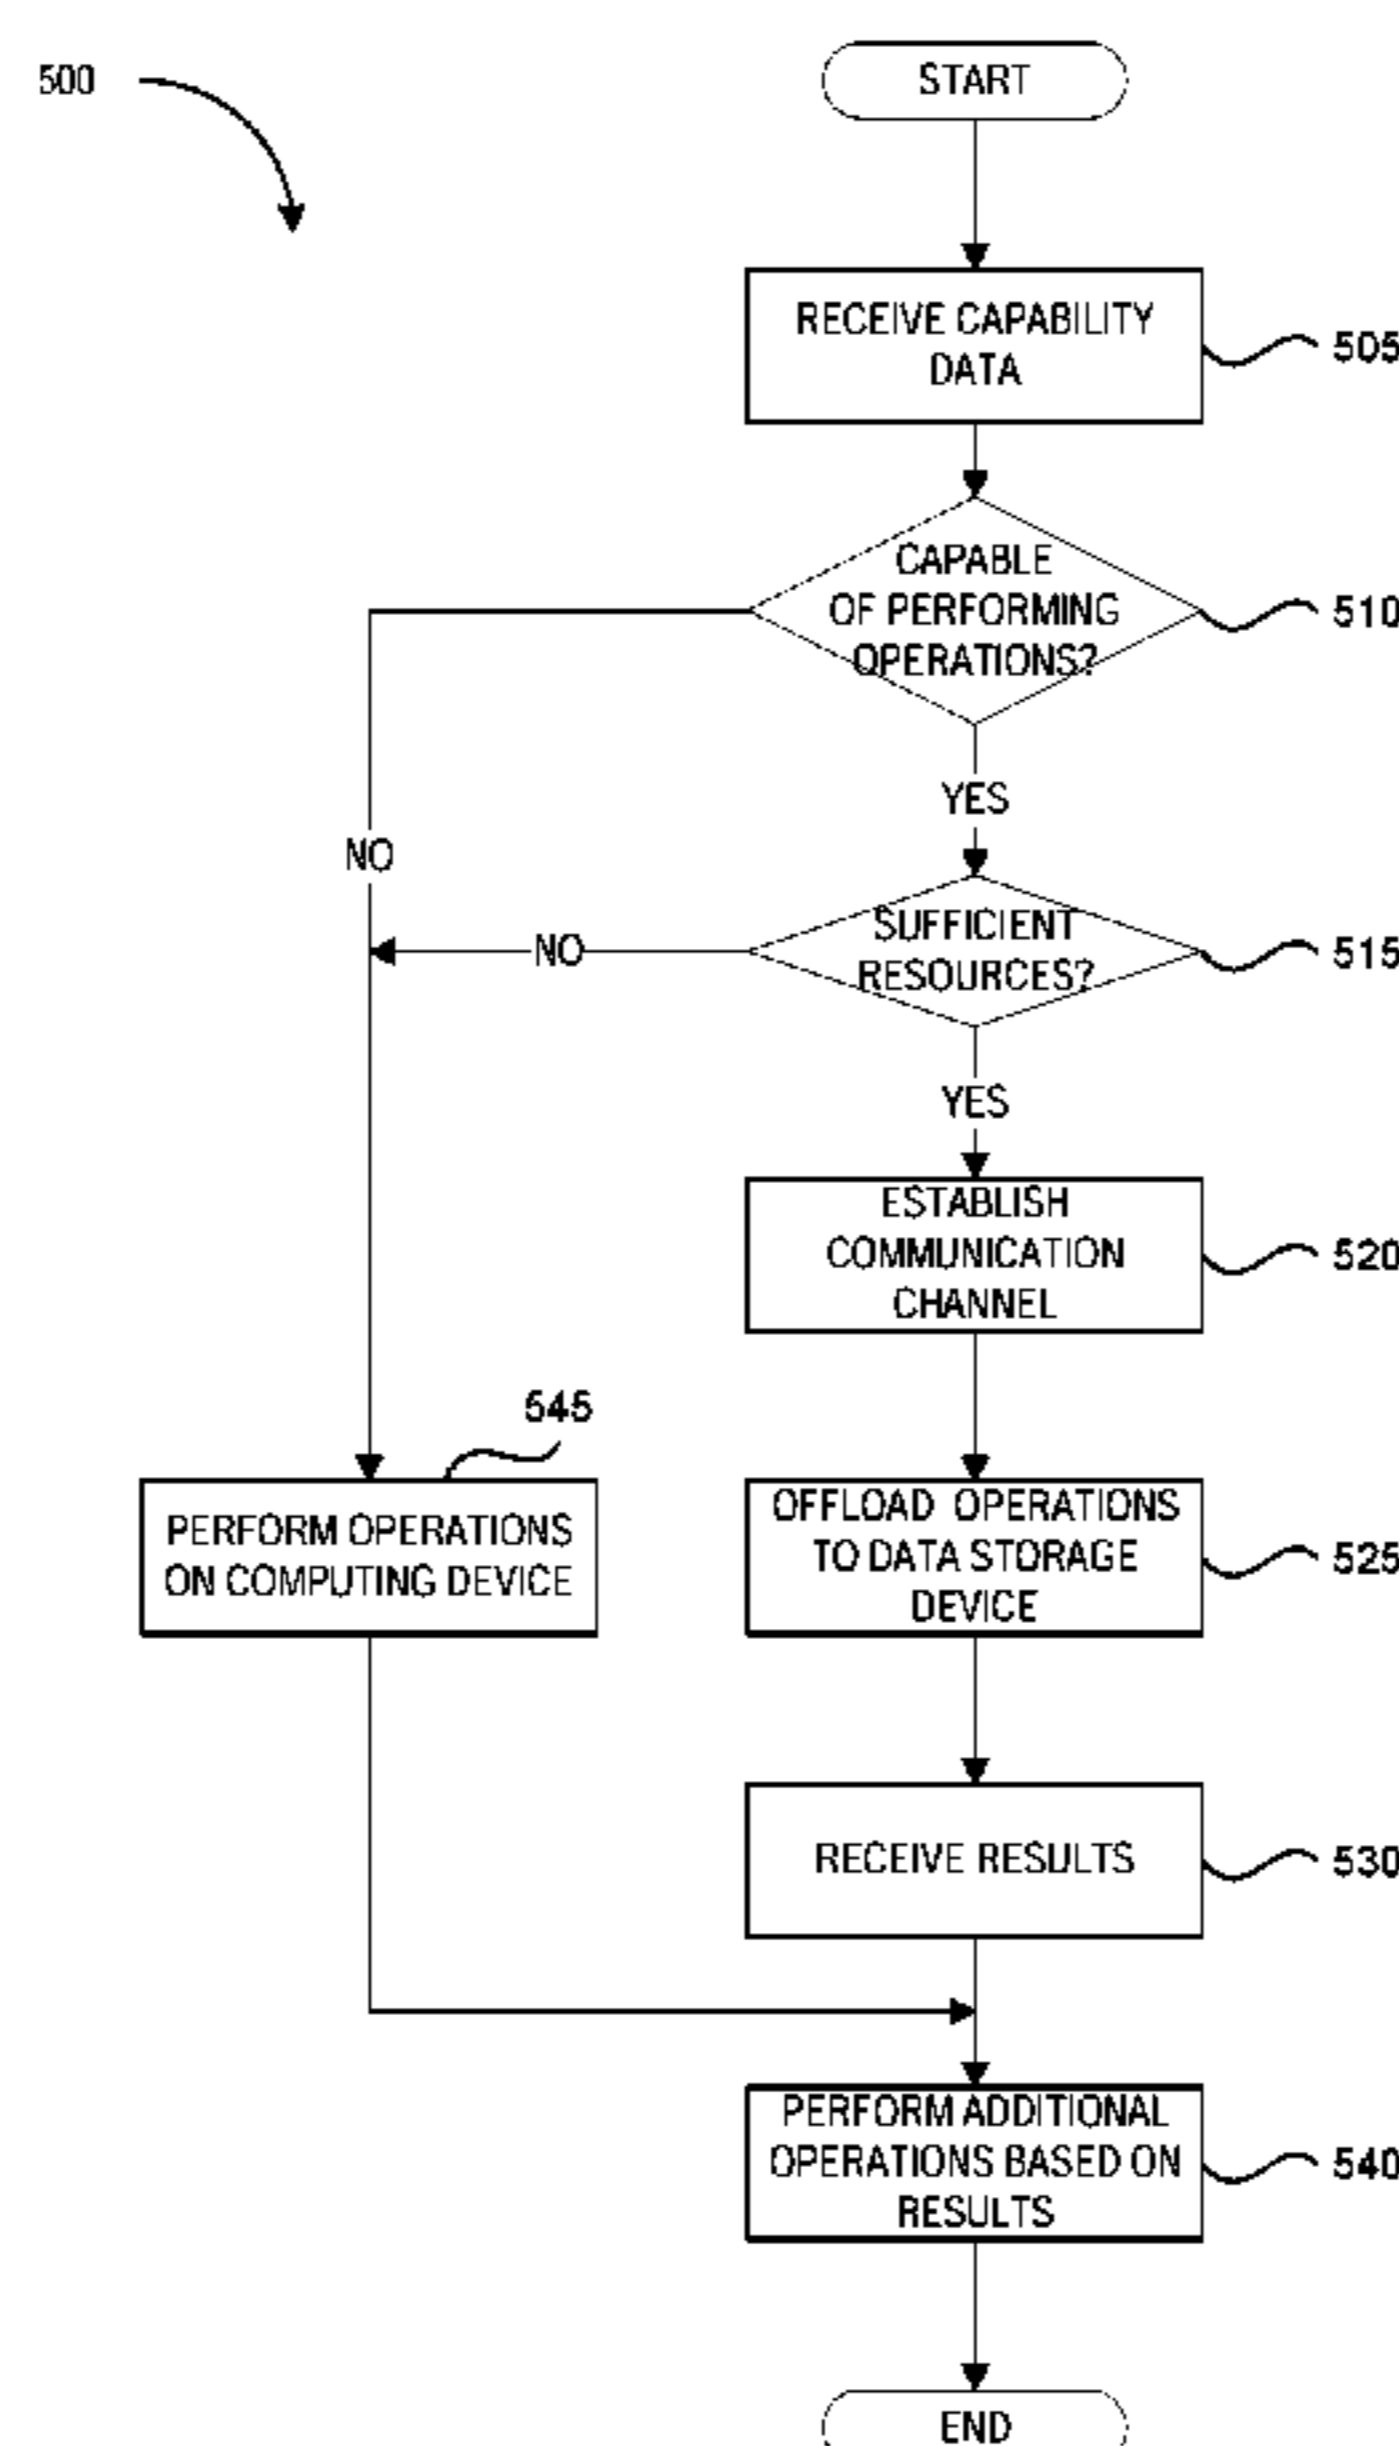 500
START
RECEIVE CAPABILITY
DATA
505
CAPABLE
OF PERFORMING
OPERATIONS?
510
YES
NO
SUFFICIENT
RESOURCES?
515
NO
YES
ESTABLISH
COMMUNICATION
CHANNEL
520
545
PERFORM OPERATIONS
ON COMPUTING DEVICE
OFFLOAD OPERATIONS
TO DATA STORAGE
DEVICE
525
RECEIVE RESULTS
530
PERFORM ADDITIONAL
OPERATIONS BASED ON
RESULTS
540
END